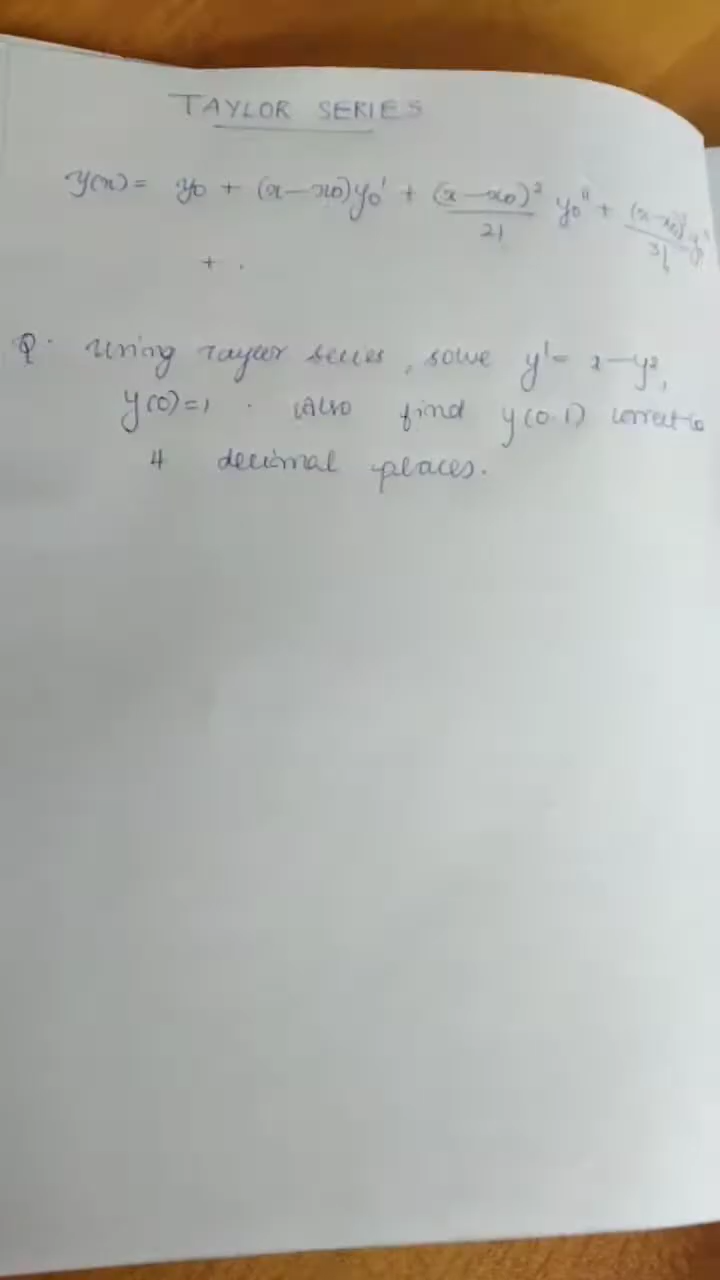 TAYLOR SERIES
y(x) = y₀ + (x-x₀)y₀' + (x-x₀)²/2! y₀'' + (x-x₀)³/3! y₀'''
+ .
Q. Using Taylor series, solve y' = x-y²,
y(0)=1 . Also find y(0.1) correct to
4 decimal places.